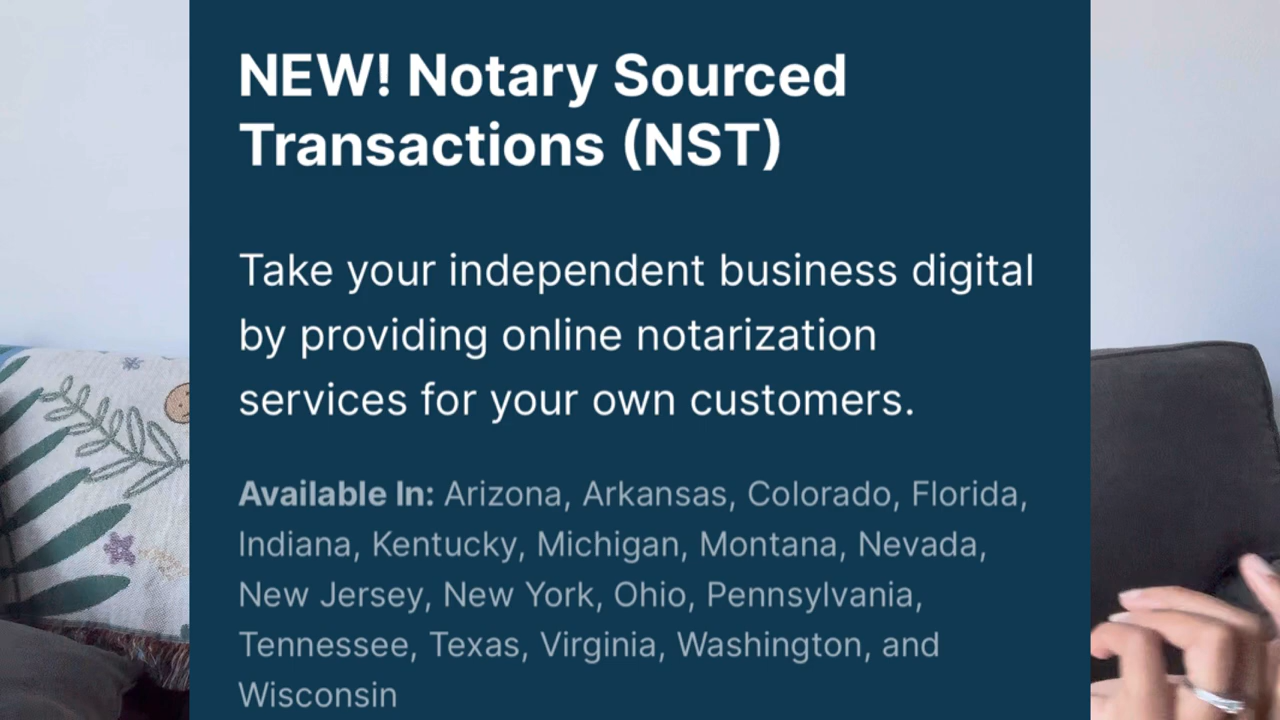 NEW! Notary Sourced
Transactions (NST)
Take your independent business digital
by providing online notarization
services for your own customers.
Available In: Arizona, Arkansas, Colorado, Florida,
Indiana, Kentucky, Michigan, Montana, Nevada,
New Jersey, New York, Ohio, Pennsylvania,
Tennessee, Texas, Virginia, Washington, and
Wisconsin